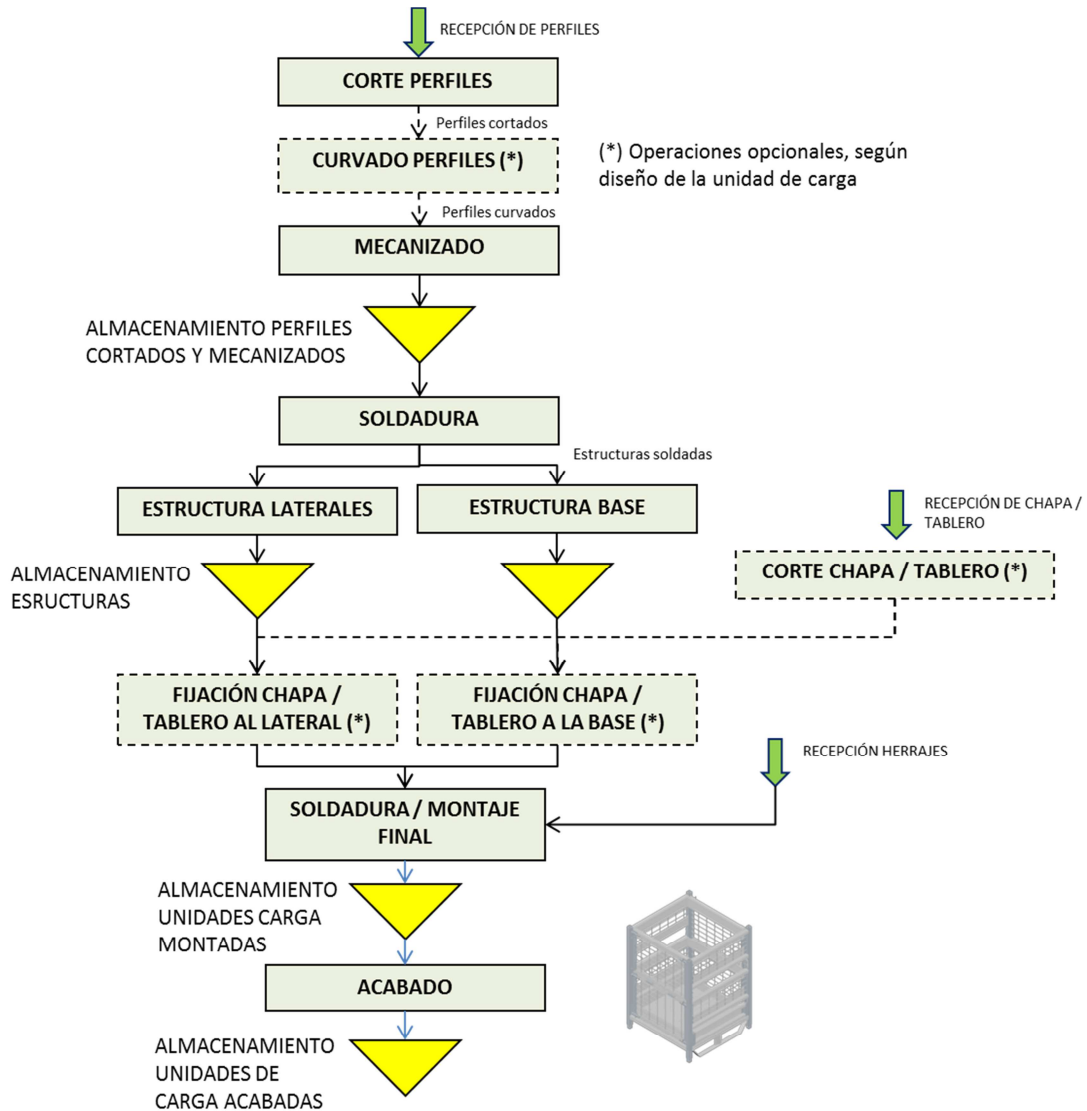 RECEPCIÓN DE PERFILES
CORTE PERFILES
Perfiles cortados
CURVADO PERFILES (*)
(*) Operaciones opcionales, según
diseño de la unidad de carga
Perfiles curvados
MECANIZADO
ALMACENAMIENTO PERFILES
CORTADOS Y MECANIZADOS
SOLDADURA
Estructuras soldadas
ESTRUCTURA LATERALES
ESTRUCTURA BASE
RECEPCIÓN DE CHAPA /
TABLERO
CORTE CHAPA / TABLERO (*)
ALMACENAMIENTO
ESRUCTURAS
FIJACIÓN CHAPA /
TABLERO AL LATERAL (*)
FIJACIÓN CHAPA /
TABLERO A LA BASE (*)
RECEPCIÓN HERRAJES
SOLDADURA / MONTAJE
FINAL
ALMACENAMIENTO
UNIDADES CARGA
MONTADAS
ACABADO
ALMACENAMIENTO
UNIDADES DE
CARGA ACABADAS